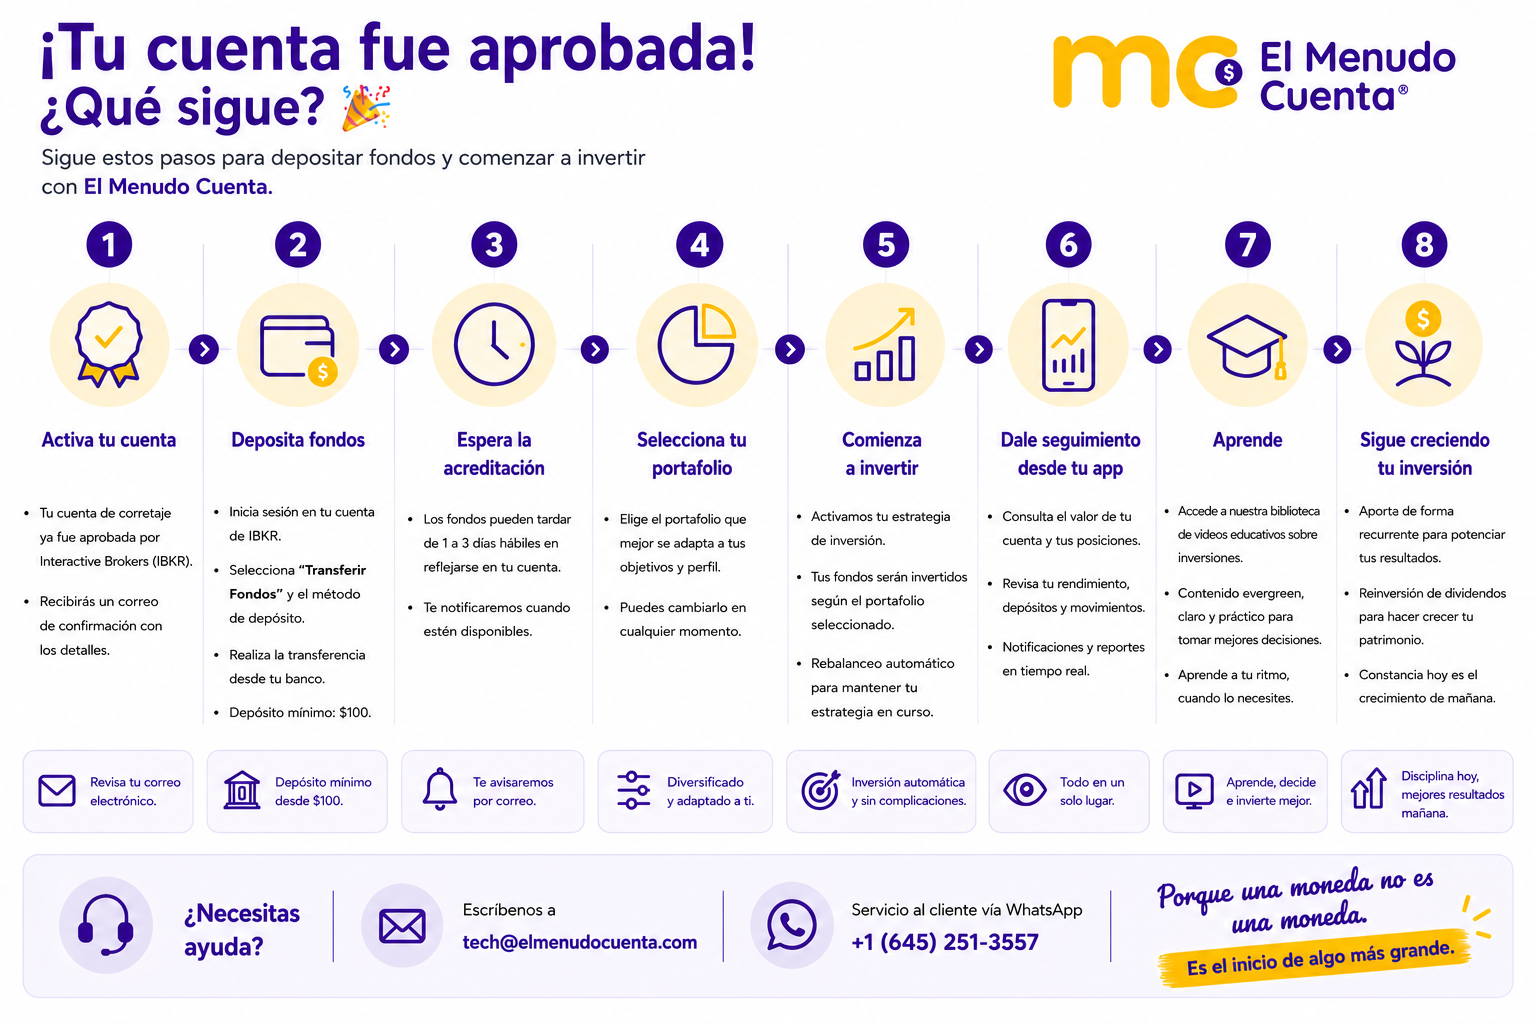 ¡Tu cuenta fue aprobada!
¿Qué sigue?
Sigue estos pasos para depositar fondos y comenzar a invertir
con El Menudo Cuenta.
mc
$
El Menudo
Cuenta®
1
Activa tu cuenta
• Tu cuenta de corretaje
ya fue aprobada por
Interactive Brokers (IBKR).
• Recibirás un correo
de confirmación con
los detalles.
Revisa tu correo
electrónico.
2
$
Deposita fondos
• Inicia sesión en tu cuenta
de IBKR.
• Selecciona “Transferir
Fondos” y el método
de depósito.
• Realiza la transferencia
desde tu banco.
• Depósito mínimo: $100.
Depósito mínimo
desde $100.
3
Espera la
acreditación
• Los fondos pueden tardar
de 1 a 3 días hábiles en
reflejarse en tu cuenta.
• Te notificaremos cuando
estén disponibles.
Te avisaremos
por correo.
4
Selecciona tu
portafolio
• Elige el portafolio que
mejor se adapta a tus
objetivos y perfil.
• Puedes cambiarlo en
cualquier momento.
Diversificado
y adaptado a ti.
5
Comienza
a invertir
• Activamos tu estrategia
de inversión.
• Tus fondos serán invertidos
según el portafolio
seleccionado.
• Rebalanceo automático
para mantener tu
estrategia en curso.
Inversión automática
y sin complicaciones.
6
Dale seguimiento
desde tu app
• Consulta el valor de tu
cuenta y tus posiciones.
• Revisa tu rendimiento,
depósitos y movimientos.
• Notificaciones y reportes
en tiempo real.
Todo en un
solo lugar.
7
Aprende
• Accede a nuestra biblioteca
de videos educativos sobre
inversiones.
• Contenido evergreen,
claro y práctico para
tomar mejores decisiones.
• Aprende a tu ritmo,
cuando lo necesites.
Aprende, decide
e invierte mejor.
8
$
Sigue creciendo
tu inversión
• Aporta de forma
recurrente para potenciar
tus resultados.
• Reinversión de dividendos
para hacer crecer tu
patrimonio.
• Constancia hoy es el
crecimiento de mañana.
Disciplina hoy,
mejores resultados
mañana.
¿Necesitas
ayuda?
Escríbenos a
tech@elmenudocuenta.com
Servicio al cliente vía WhatsApp
+1 (645) 251-3557
Porque una moneda no es
una moneda.
Es el inicio de algo más grande.